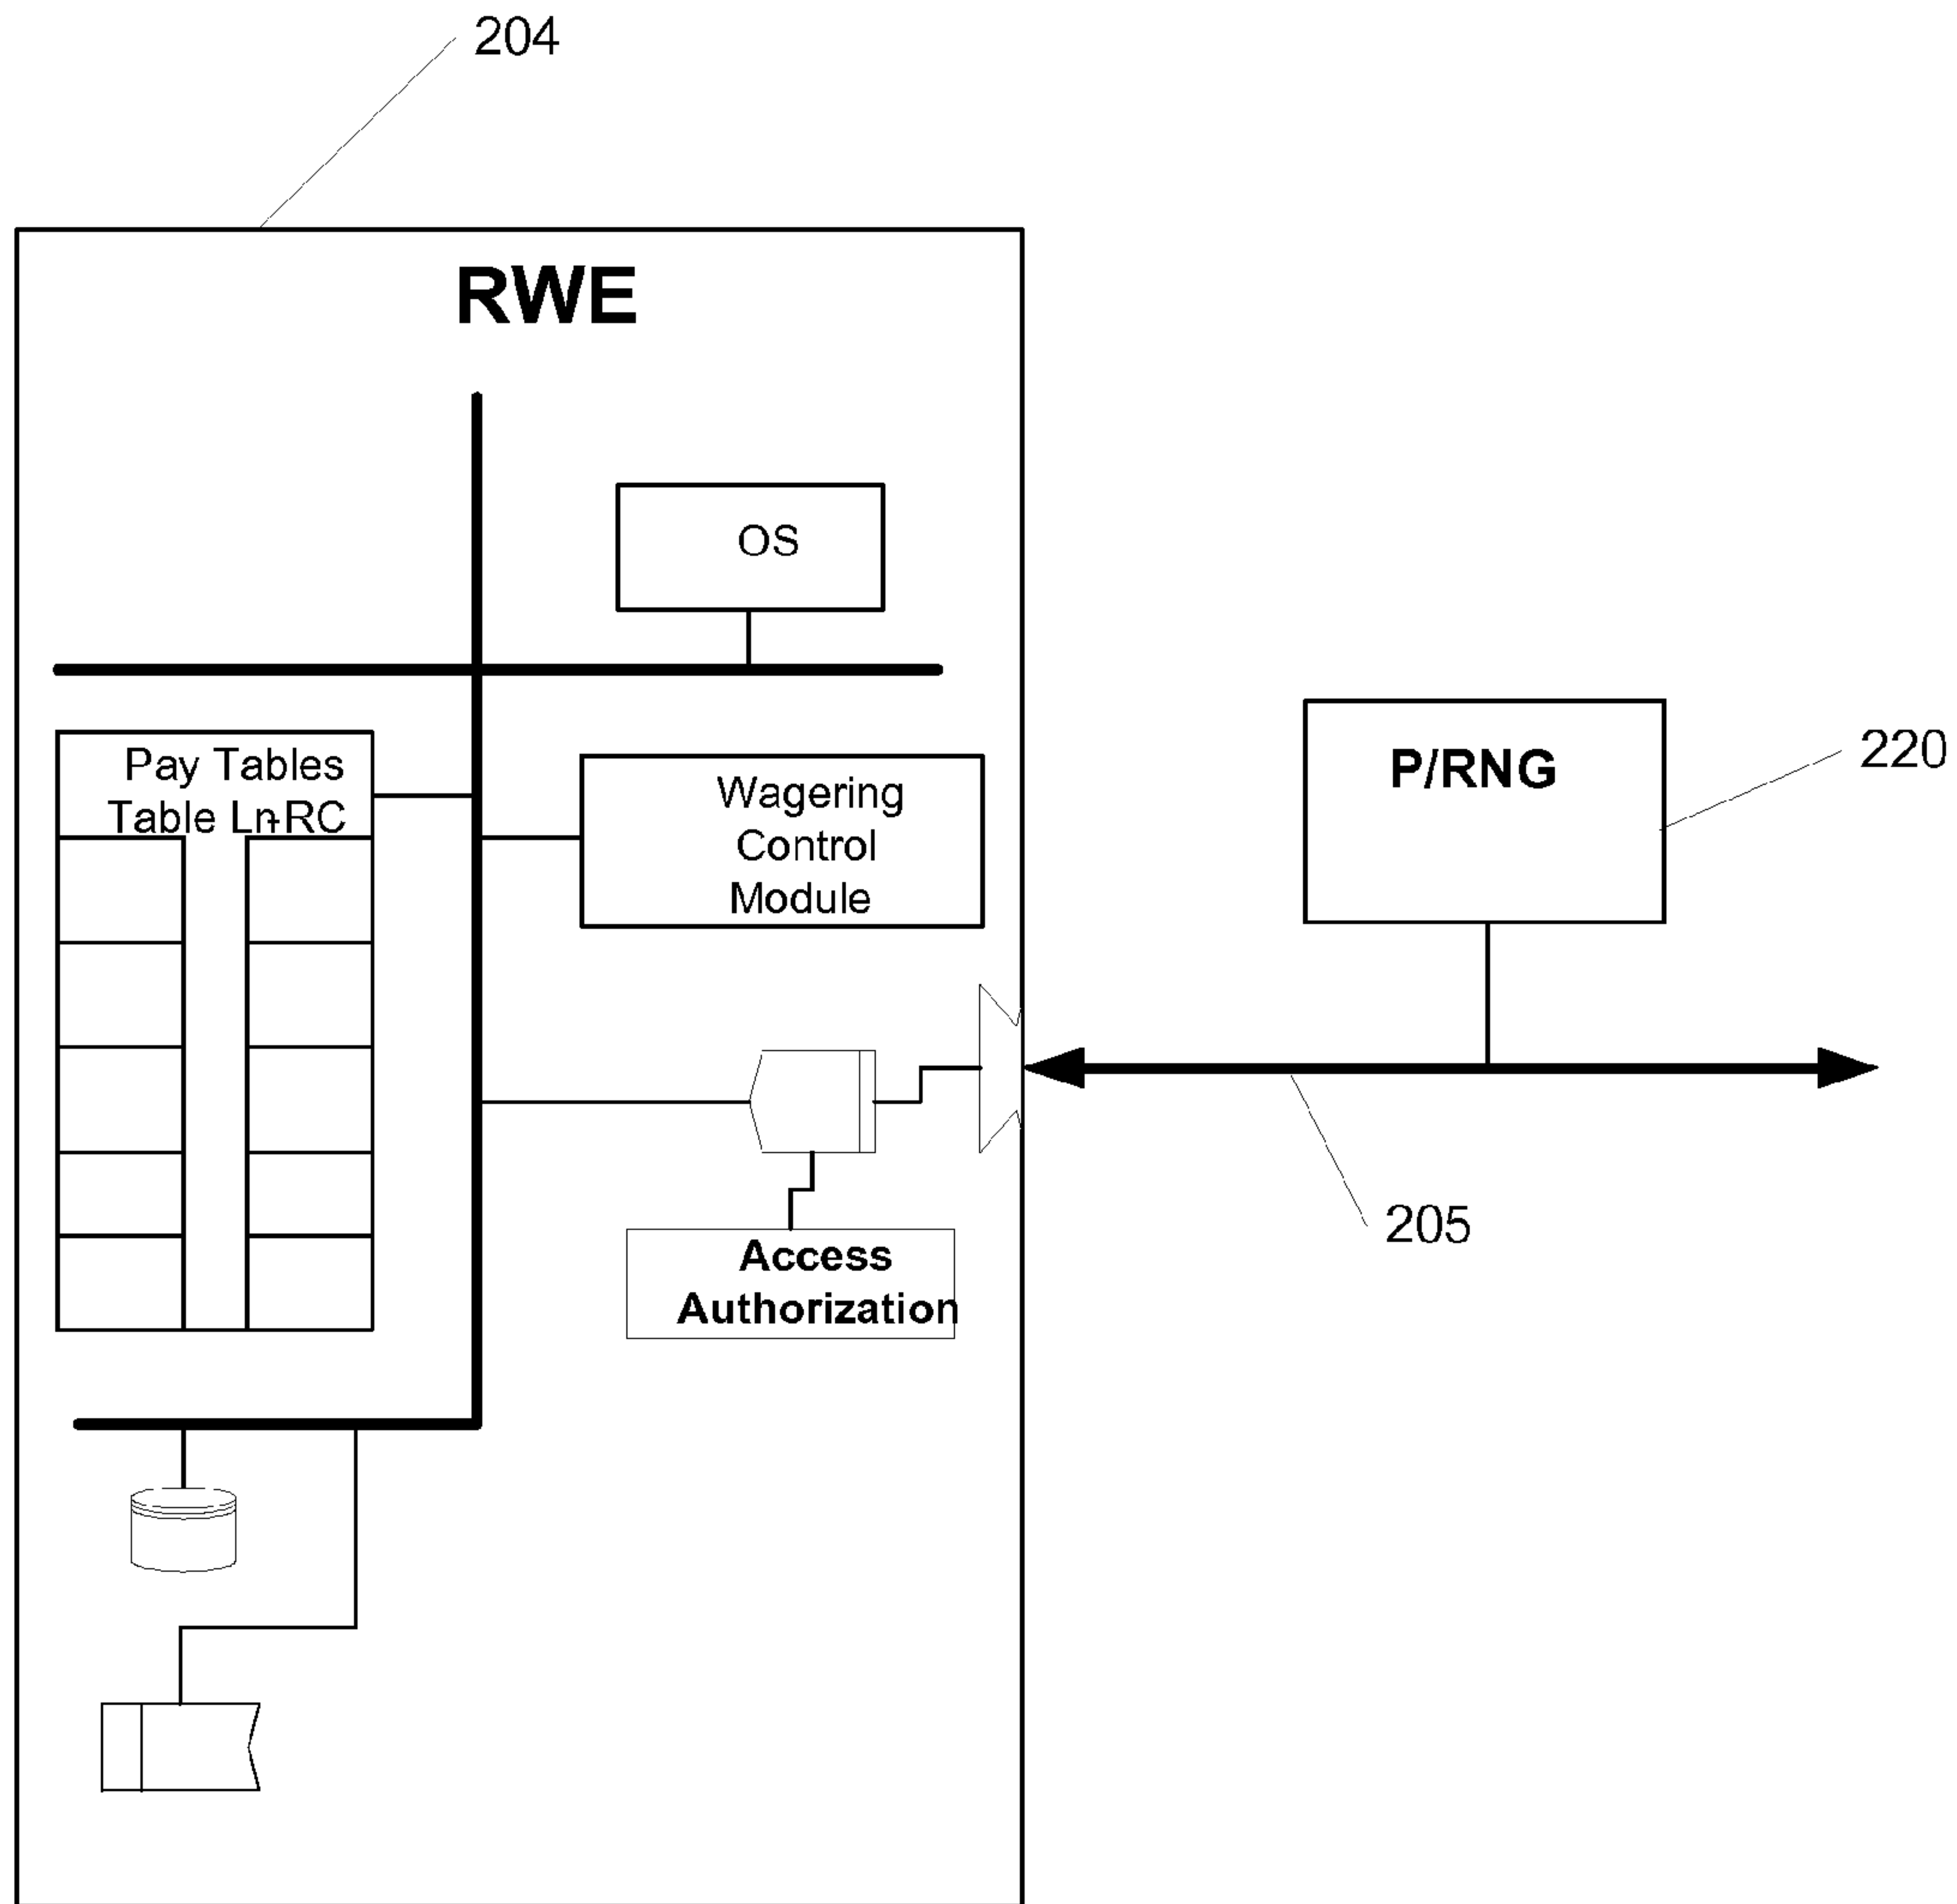 204
RWE
OS
Pay Tables
Table Ln-RC
Wagering
Control
Module
P/RNG
220
205
Access
Authorization